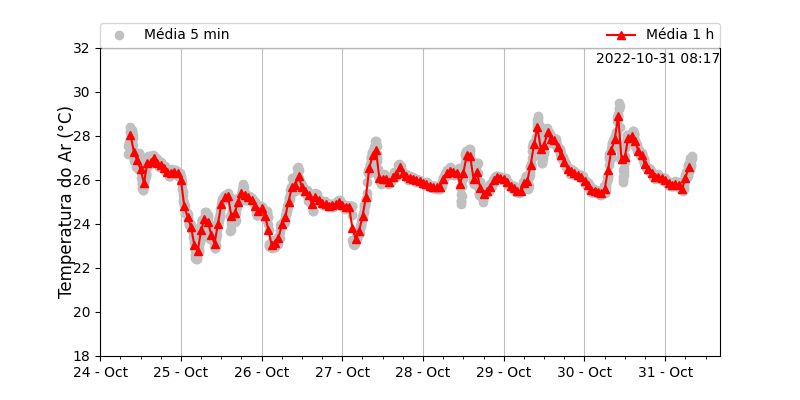 Média 5 min
Média 1 h
2022-10-31 08:17
Temperatura do Ar (°C)
32
30
28
26
24
22
20
18
24 - Oct
25 - Oct
26 - Oct
27 - Oct
28 - Oct
29 - Oct
30 - Oct
31 - Oct